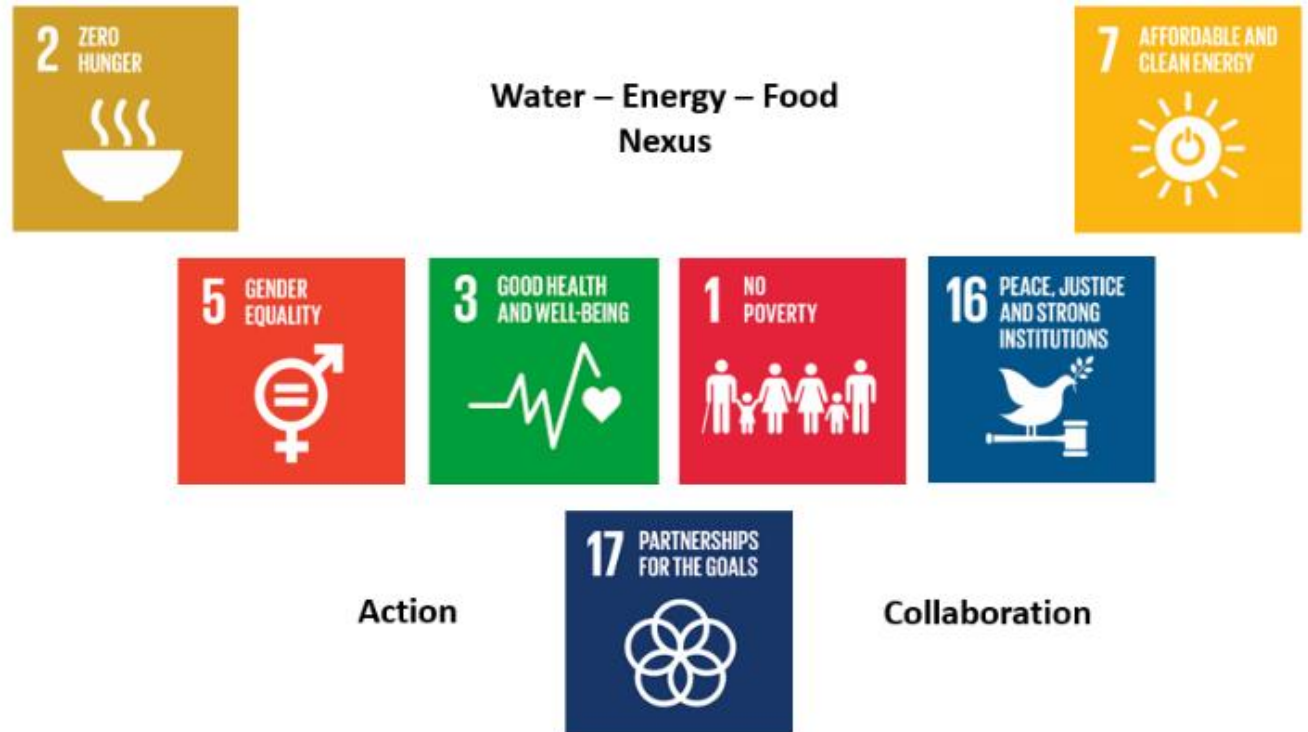 2 ZERO
HUNGER
Water – Energy – Food
Nexus
7 AFFORDABLE AND
CLEAN ENERGY
5 GENDER
EQUALITY
3 GOOD HEALTH
AND WELL-BEING
1 NO
POVERTY
16 PEACE, JUSTICE
AND STRONG
INSTITUTIONS
17 PARTNERSHIPS
FOR THE GOALS
Action
Collaboration